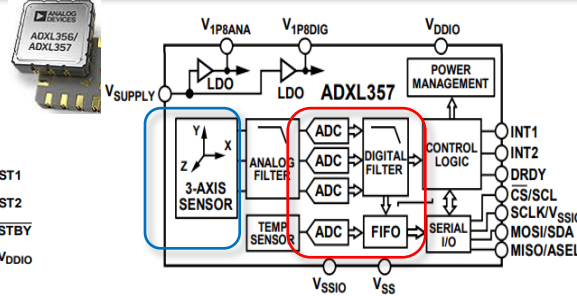 ANALOG
DEVICES
ADXL356/
ADXL357
V1P8ANA
V1P8DIG
VDDIO
VSUPPLY
LDO
LDO
ADXL357
POWER
MANAGEMENT
Y
X
Z
3-AXIS
SENSOR
ANALOG
FILTER
ADC
ADC
ADC
DIGITAL
FILTER
CONTROL
LOGIC
TEMP
SENSOR
ADC
FIFO
SERIAL
I/O
INT1
INT2
DRDY
CS/SCL
SCLK/VSSIO
MOSI/SDA
MISO/ASEL
VSSIO
VSS
ST1
ST2
STBY
VDDIO